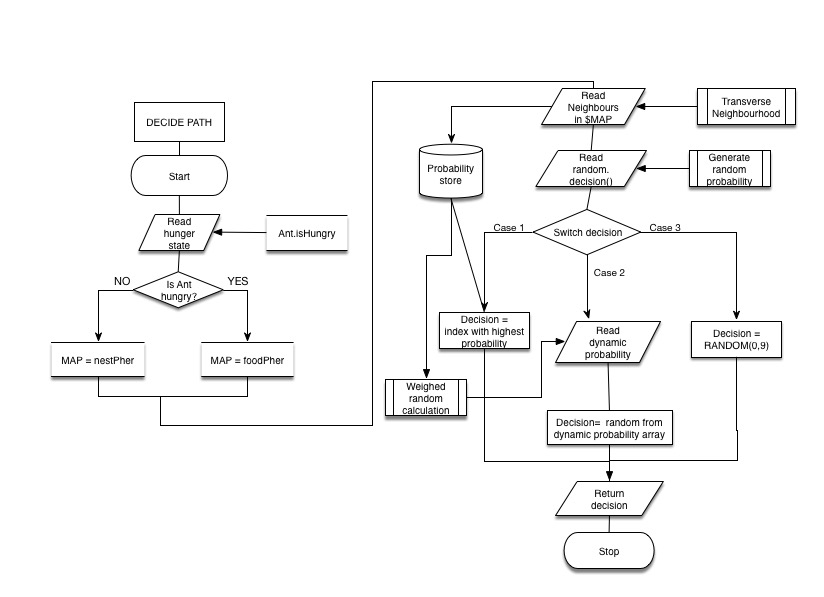 DECIDE PATH
Start
Read
hunger
state
Ant.isHungry
Is Ant
hungry?
NO
YES
MAP = nestPher
MAP = foodPher
Read
Neighbours
in $MAP
Transverse
Neighbourhood
Probability
store
Read
random.
decision()
Generate
random
probability
Switch decision
Case 1
Case 3
Case 2
Decision =
index with highest
probability
Read
dynamic
probability
Decision =
RANDOM(0,9)
Weighed
random
calculation
Decision=  random from
dynamic probability array
Return
decision
Stop